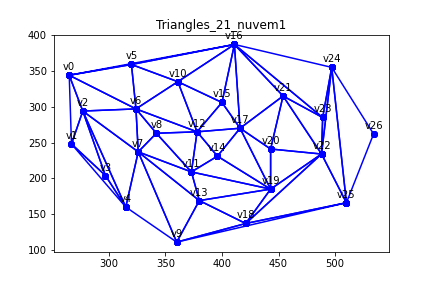 Triangles_21_nuvem1
400
350
300
250
200
150
100
300
350
400
450
500
v0
v5
v16
v24
v10
v2
v6
v15
v21
v23
v1
v8
v12
v17
v26
v7
v14
v20
v22
v3
v11
v4
v13
v19
v25
v18
v9